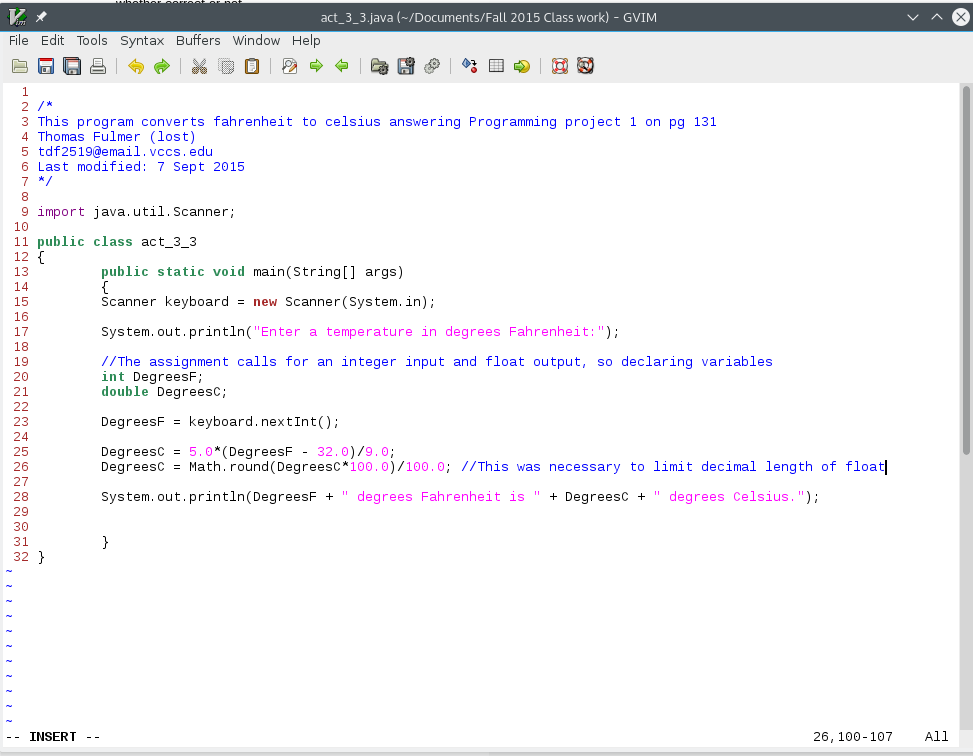 whether correct or not
act_3_3.java (~/Documents/Fall 2015 Class work) - GVIM
File Edit Tools Syntax Buffers Window Help
1
2 /*
3 This program converts fahrenheit to celsius answering Programming project 1 on pg 131
4 Thomas Fulmer (lost)
5 tdf2519@email.vccs.edu
6 Last modified: 7 Sept 2015
7 */
8
9 import java.util.Scanner;
10
11 public class act_3_3
12 {
13         public static void main(String[] args)
14         {
15         Scanner keyboard = new Scanner(System.in);
16
17         System.out.println("Enter a temperature in degrees Fahrenheit:");
18
19         //The assignment calls for an integer input and float output, so declaring variables
20         int DegreesF;
21         double DegreesC;
22
23         DegreesF = keyboard.nextInt();
24
25         DegreesC = 5.0*(DegreesF - 32.0)/9.0;
26         DegreesC = Math.round(DegreesC*100.0)/100.0; //This was necessary to limit decimal length of float
27
28         System.out.println(DegreesF + " degrees Fahrenheit is " + DegreesC + " degrees Celsius.");
29
30
31         }
32 }
~
~
~
~
~
~
~
~
~
~
~
-- INSERT -- 26,100-107 All